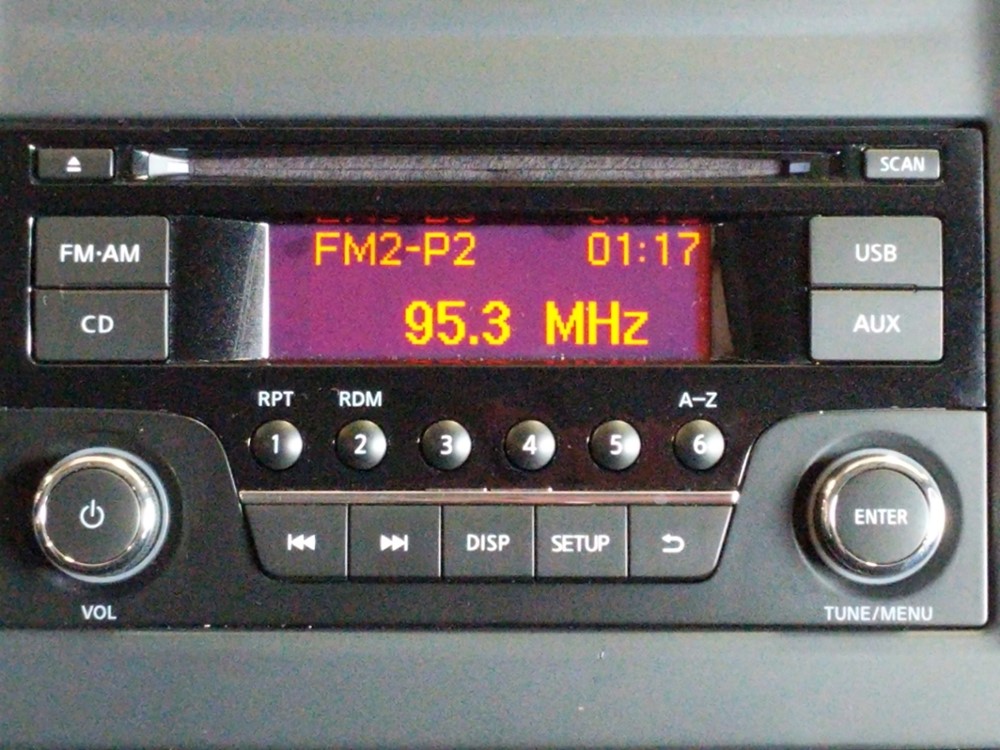 SCAN
FM·AM
FM2-P2 01:17
USB
CD
95.3 MHz
AUX
RPT RDM A-Z
1 2 3 4 5 6
ENTER
DISP SETUP
VOL
TUNE/MENU